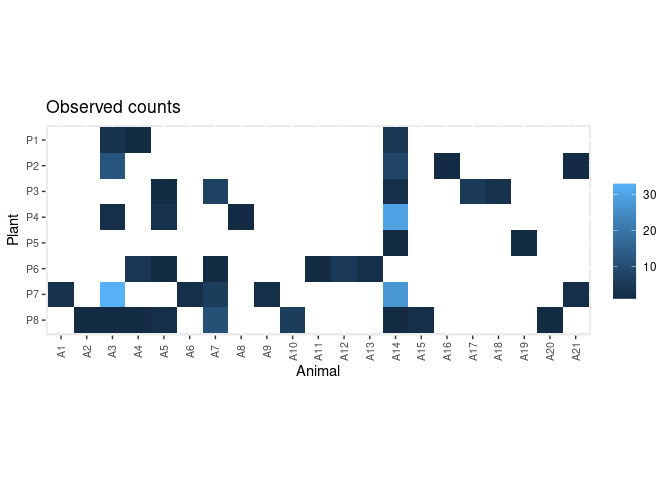 Observed counts
Plant
P1
P2
P3
P4
P5
P6
P7
P8
A1 A2 A3 A4 A5 A6 A7 A8 A9 A10 A11 A12 A13 A14 A15 A16 A17 A18 A19 A20 A21
Animal
30
20
10